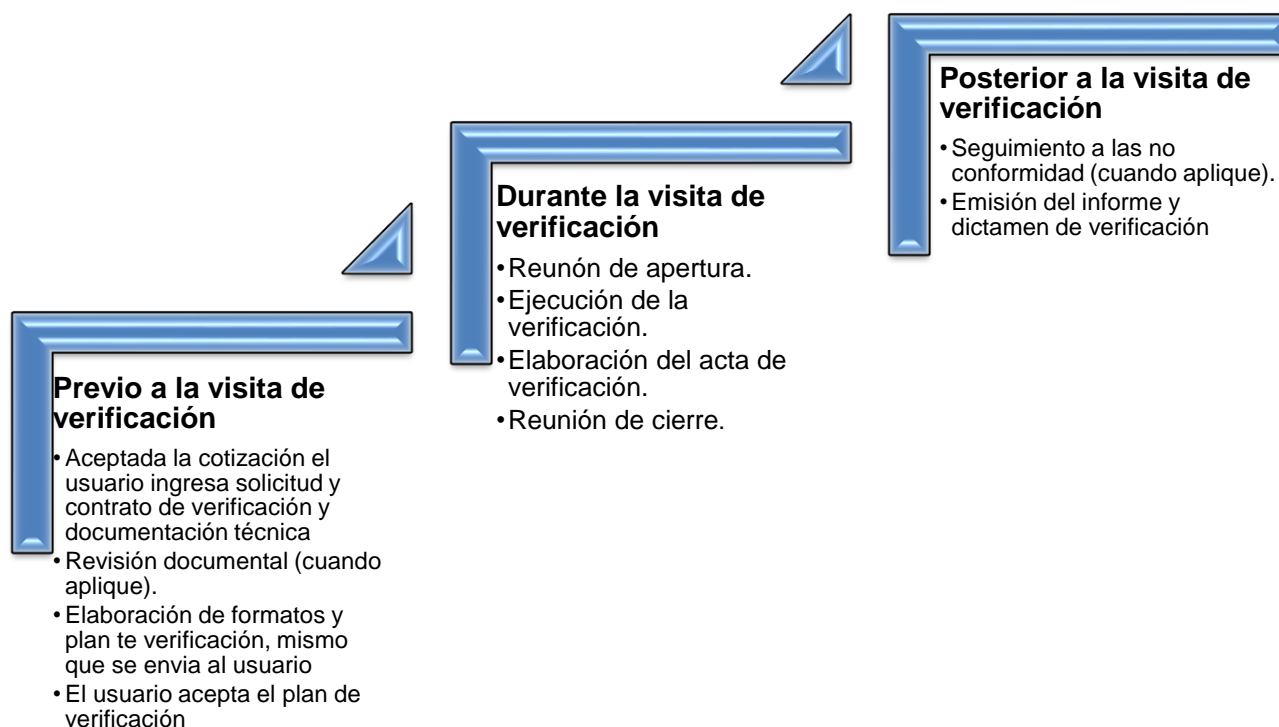 Previo a la visita de
verificación
• Aceptada la cotización el
usuario ingresa solicitud y
contrato de verificación y
documentación técnica
• Revisión documental (cuando
aplique).
• Elaboración de formatos y
plan te verificación, mismo
que se envia al usuario
• El usuario acepta el plan de
verificación
Durante la visita de
verificación
• Reunón de apertura.
• Ejecución de la
verificación.
• Elaboración del acta de
verificación.
• Reunión de cierre.
Posterior a la visita de
verificación
• Seguimiento a las no
conformidad (cuando aplique).
• Emisión del informe y
dictamen de verificación